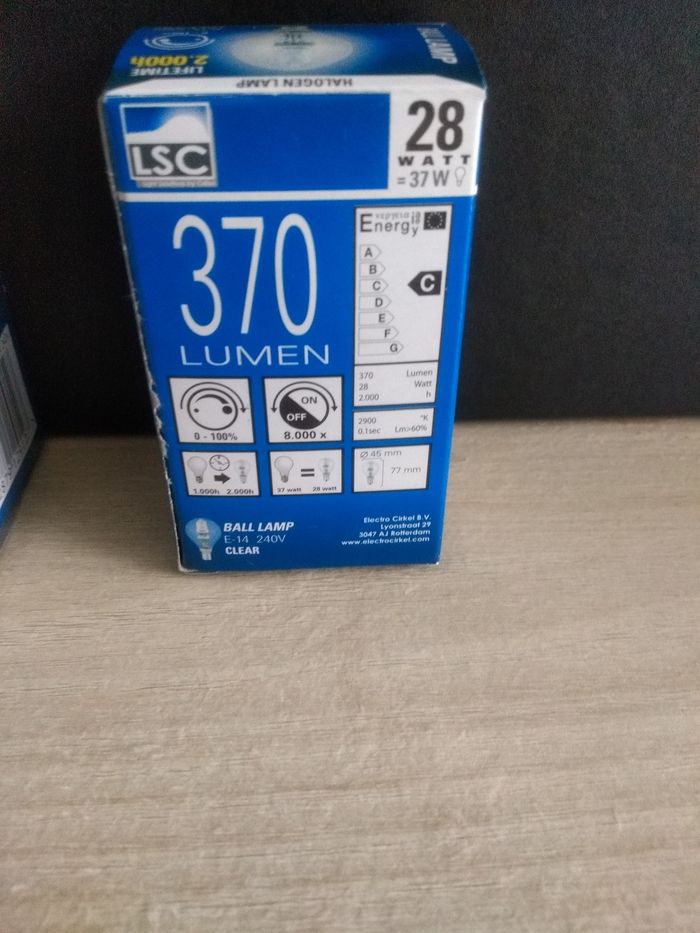 BALL LAMP
LIFETIME
2.000h
HALOGEN LAMP
LSC
28
WATT
= 37 W
370
LUMEN
Energy
A
B
C
D
E
F
G
C
370 Lumen
28 Watt
2.000 h
2900 °K
0.1sec Lm>60%
0 - 100%
ON
OFF
8.000 x
1.000h 2.000h
37 watt = 28 watt
Ø 45 mm
77 mm
BALL LAMP
E-14 240V
CLEAR
Electro Cirkel B.V.
Lyonstraat 29
3047 AJ Rotterdam
www.electrocirkel.com